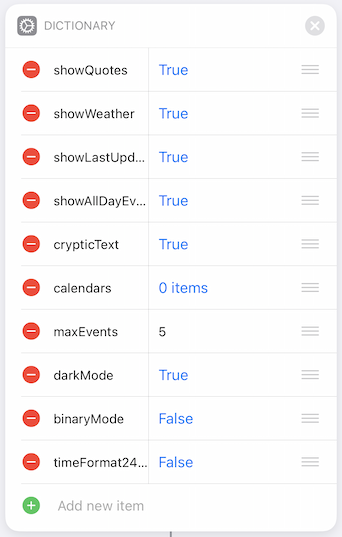 DICTIONARY
showQuotes True
showWeather True
showLastUpd... True
showAllDayEv... True
crypticText True
calendars 0 items
maxEvents 5
darkMode True
binaryMode False
timeFormat24... False
Add new item